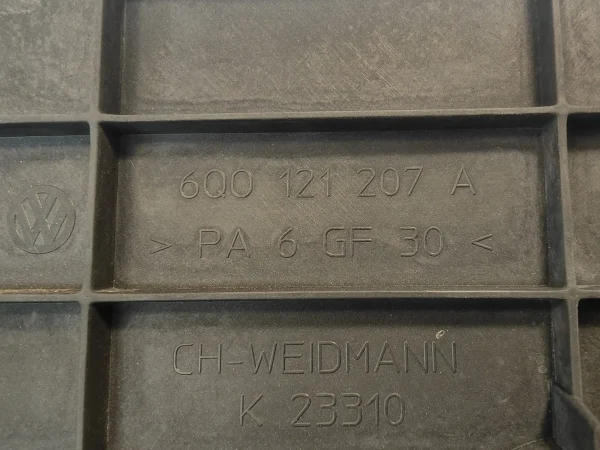 6Q0 121 207 A
> PA 6 GF 30 <
CH-WEIDMANN
K 23310